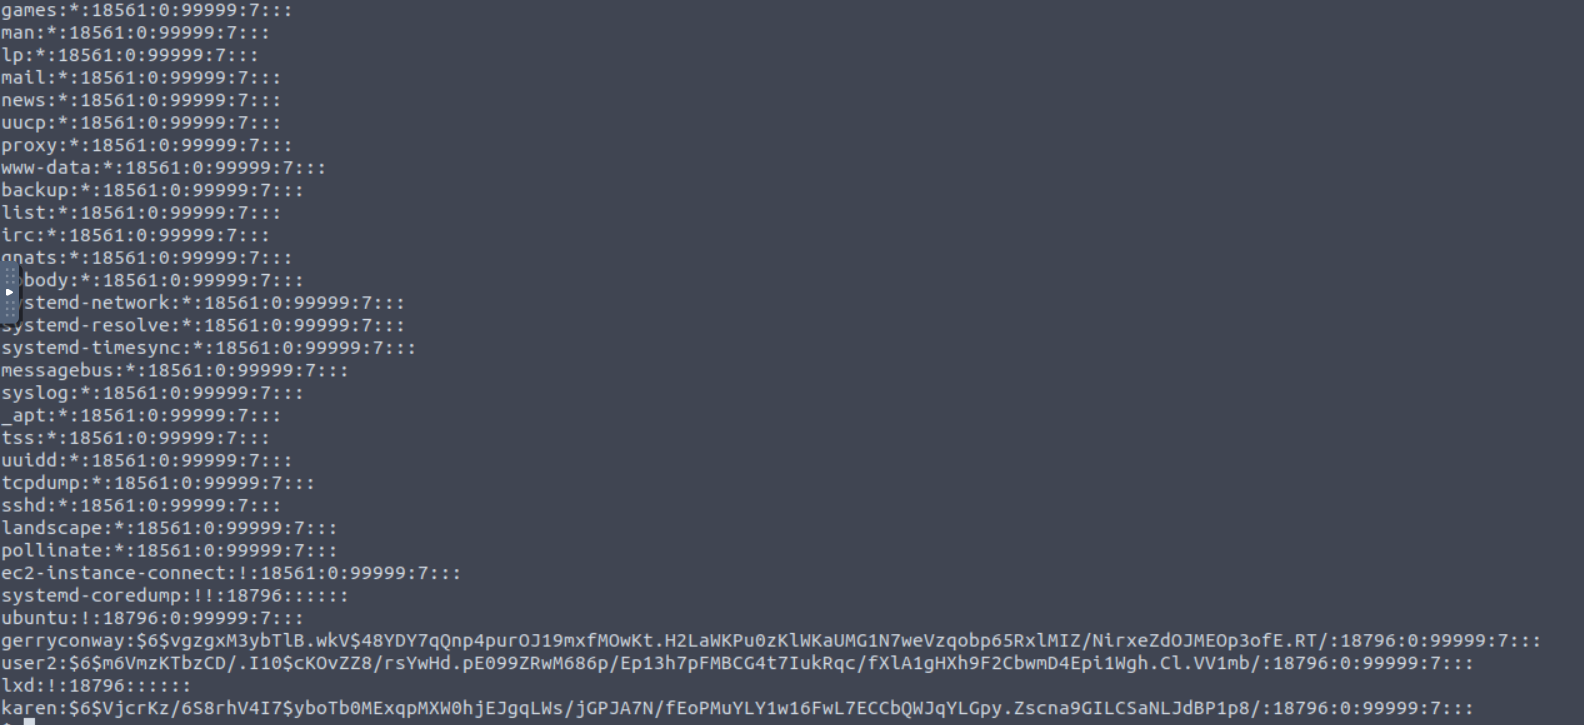 games:*:18561:0:99999:7:::
man:*:18561:0:99999:7:::
lp:*:18561:0:99999:7:::
mail:*:18561:0:99999:7:::
news:*:18561:0:99999:7:::
uucp:*:18561:0:99999:7:::
proxy:*:18561:0:99999:7:::
www-data:*:18561:0:99999:7:::
backup:*:18561:0:99999:7:::
list:*:18561:0:99999:7:::
irc:*:18561:0:99999:7:::
gnats:*:18561:0:99999:7:::
body:*:18561:0:99999:7:::
stemd-network:*:18561:0:99999:7:::
systemd-resolve:*:18561:0:99999:7:::
systemd-timesync:*:18561:0:99999:7:::
messagebus:*:18561:0:99999:7:::
syslog:*:18561:0:99999:7:::
_apt:*:18561:0:99999:7:::
tss:*:18561:0:99999:7:::
uuidd:*:18561:0:99999:7:::
tcpdump:*:18561:0:99999:7:::
sshd:*:18561:0:99999:7:::
landscape:*:18561:0:99999:7:::
pollinate:*:18561:0:99999:7:::
ec2-instance-connect:!:18561:0:99999:7:::
systemd-coredump:!!:18796::::::
ubuntu:!:18796:0:99999:7:::
gerryconway:$6$vgzgxM3ybTlB.wkV$48YDY7qQnp4purOJ19mxfMOwKt.H2LaWKPu0zKlWKaUMG1N7weVzqobp65RxlMIZ/NirxeZdOJMEOp3ofE.RT/:18796:0:99999:7:::
user2:$6$m6VmzKTbzCD/.I10$cKOvZZ8/rsYwHd.pE099ZRwM686p/Ep13h7pFMBCG4t7IukRqc/fXlA1gHXh9F2CbwmD4Epi1Wgh.Cl.VV1mb/:18796:0:99999:7:::
lxd:!:18796::::::
karen:$6$VjcrKz/6S8rhV4I7$yboTb0MExqpMXW0hjEJgqLWs/jGPJA7N/fEoPMuYLY1w16FwL7ECCbQWJqYLGpy.Zscna9GILCSaNLJdBP1p8/:18796:0:99999:7:::